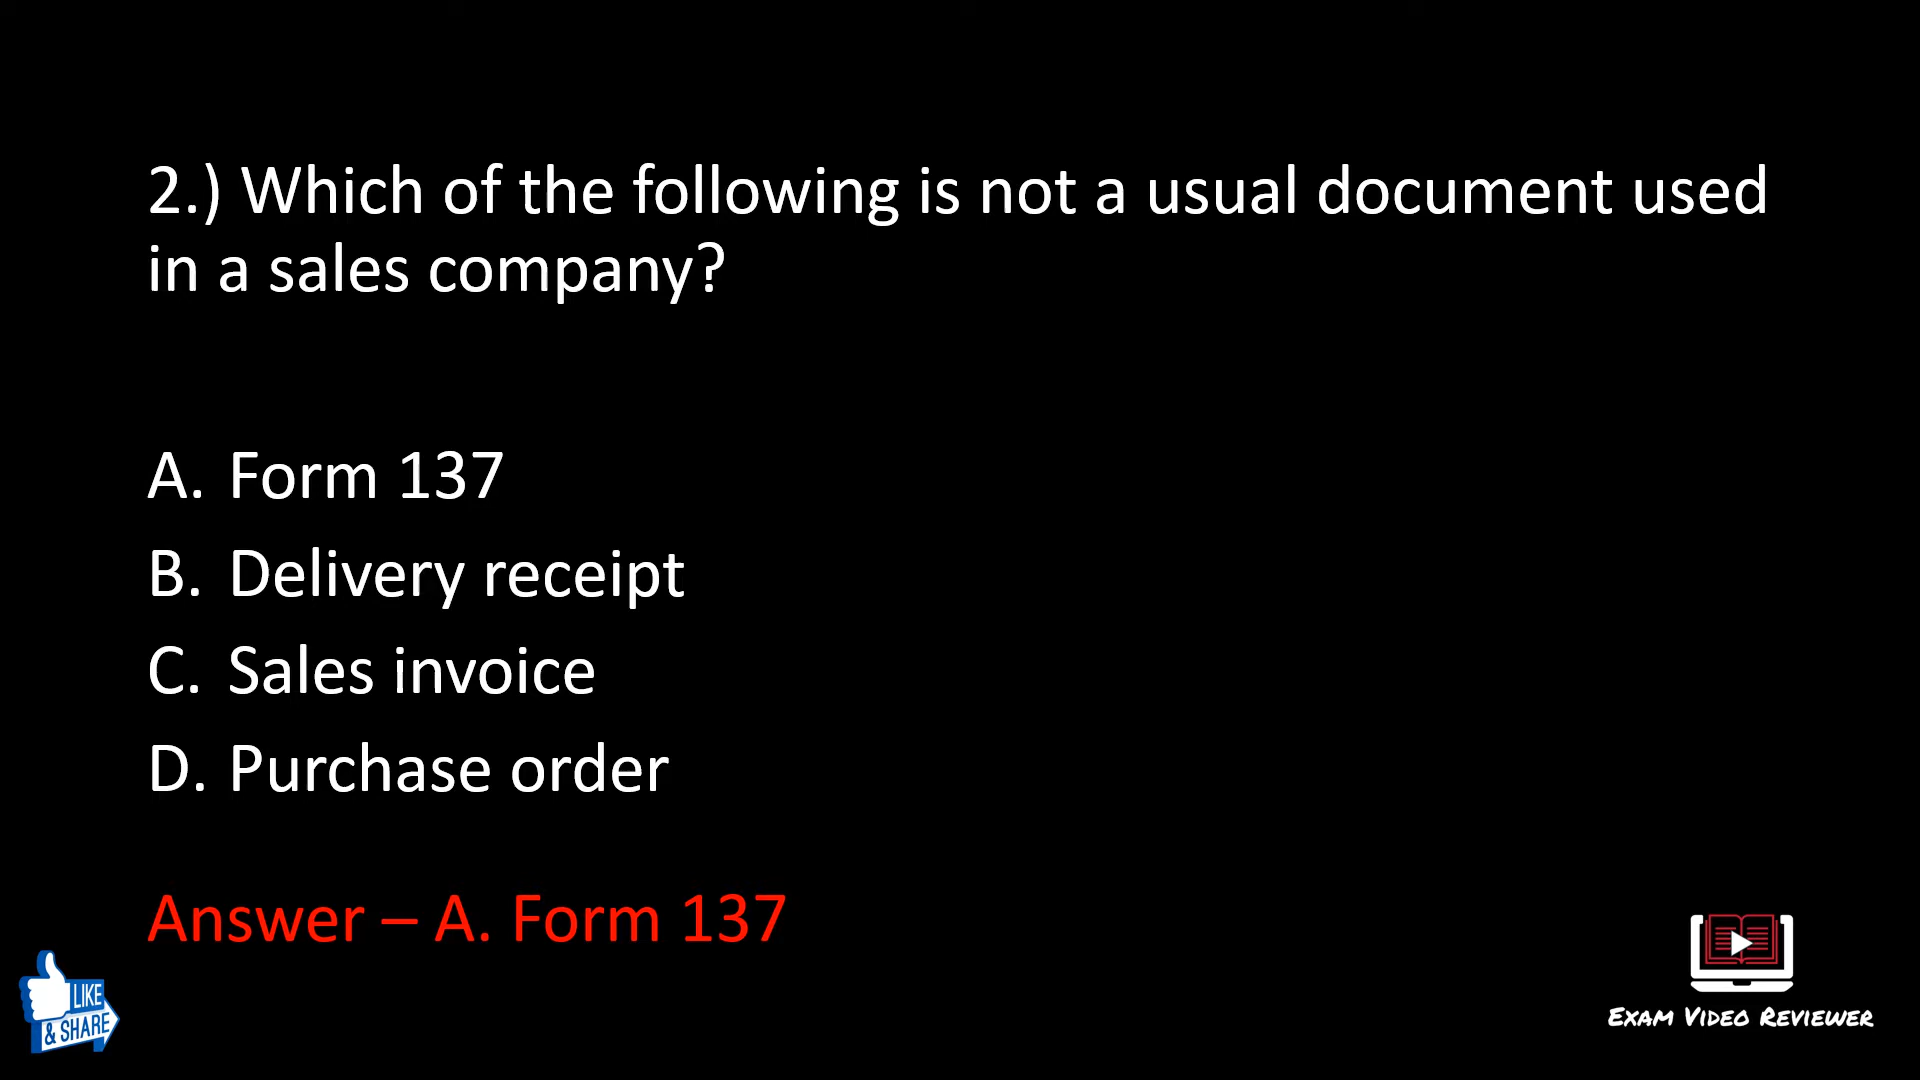 2.) Which of the following is not a usual document used
in a sales company?
A. Form 137
B. Delivery receipt
C. Sales invoice
D. Purchase order
Answer – A. Form 137
LIKE
& SHARE
EXAM VIDEO REVIEWER